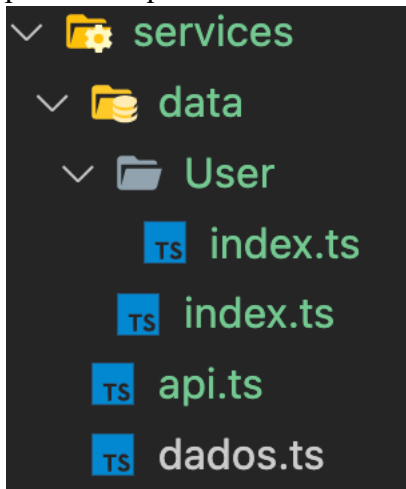 services
data
User
TS index.ts
TS index.ts
TS api.ts
TS dados.ts